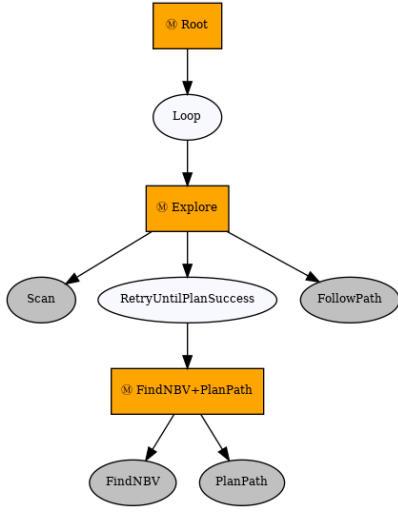 Ⓜ Root
Loop
Ⓜ Explore
Scan
RetryUntilPlanSuccess
FollowPath
Ⓜ FindNBV+PlanPath
FindNBV
PlanPath